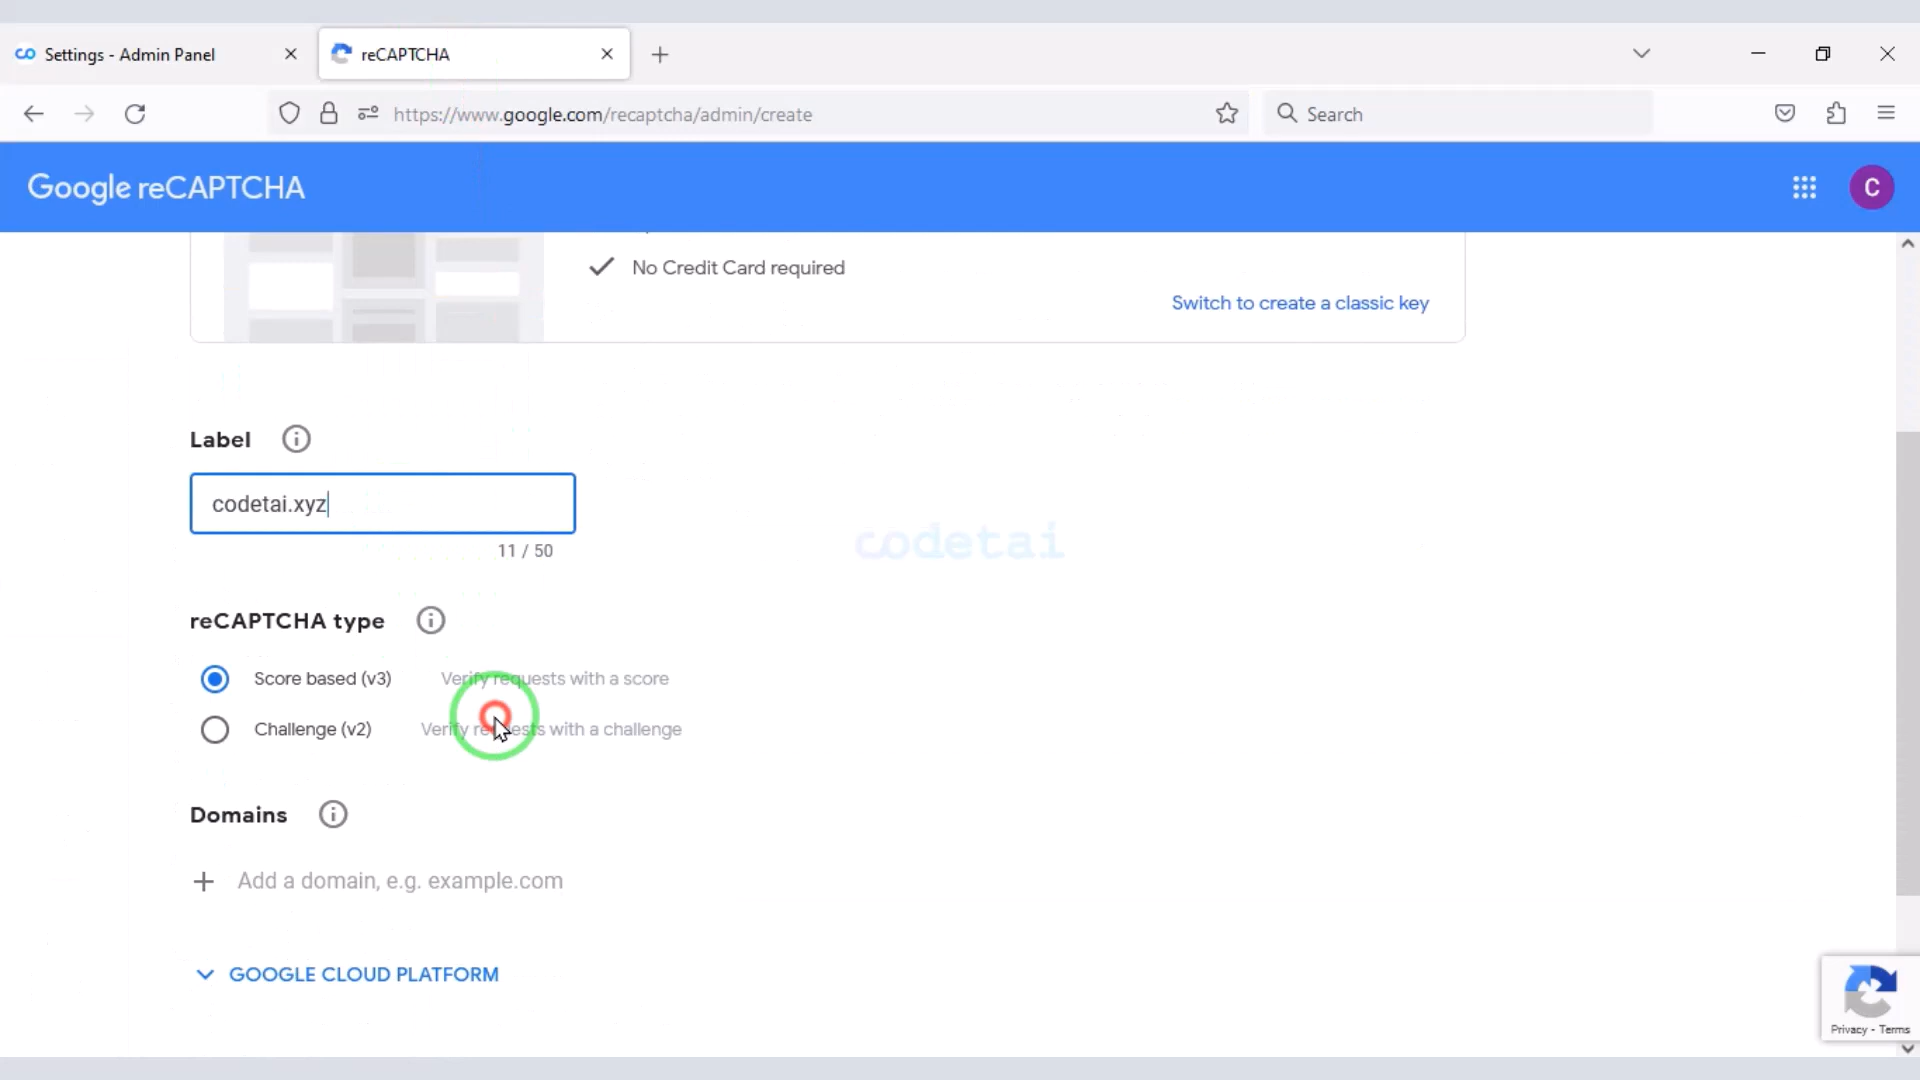 Settings - Admin Panel
reCAPTCHA
https://www.google.com/recaptcha/admin/create
Search
Google reCAPTCHA
C
No Credit Card required
Switch to create a classic key
Label
codetai.xyz
11 / 50
codetai
reCAPTCHA type
Score based (v3) Verify requests with a score
Challenge (v2) Verify requests with a challenge
Domains
Add a domain, e.g. example.com
GOOGLE CLOUD PLATFORM
Privacy - Terms